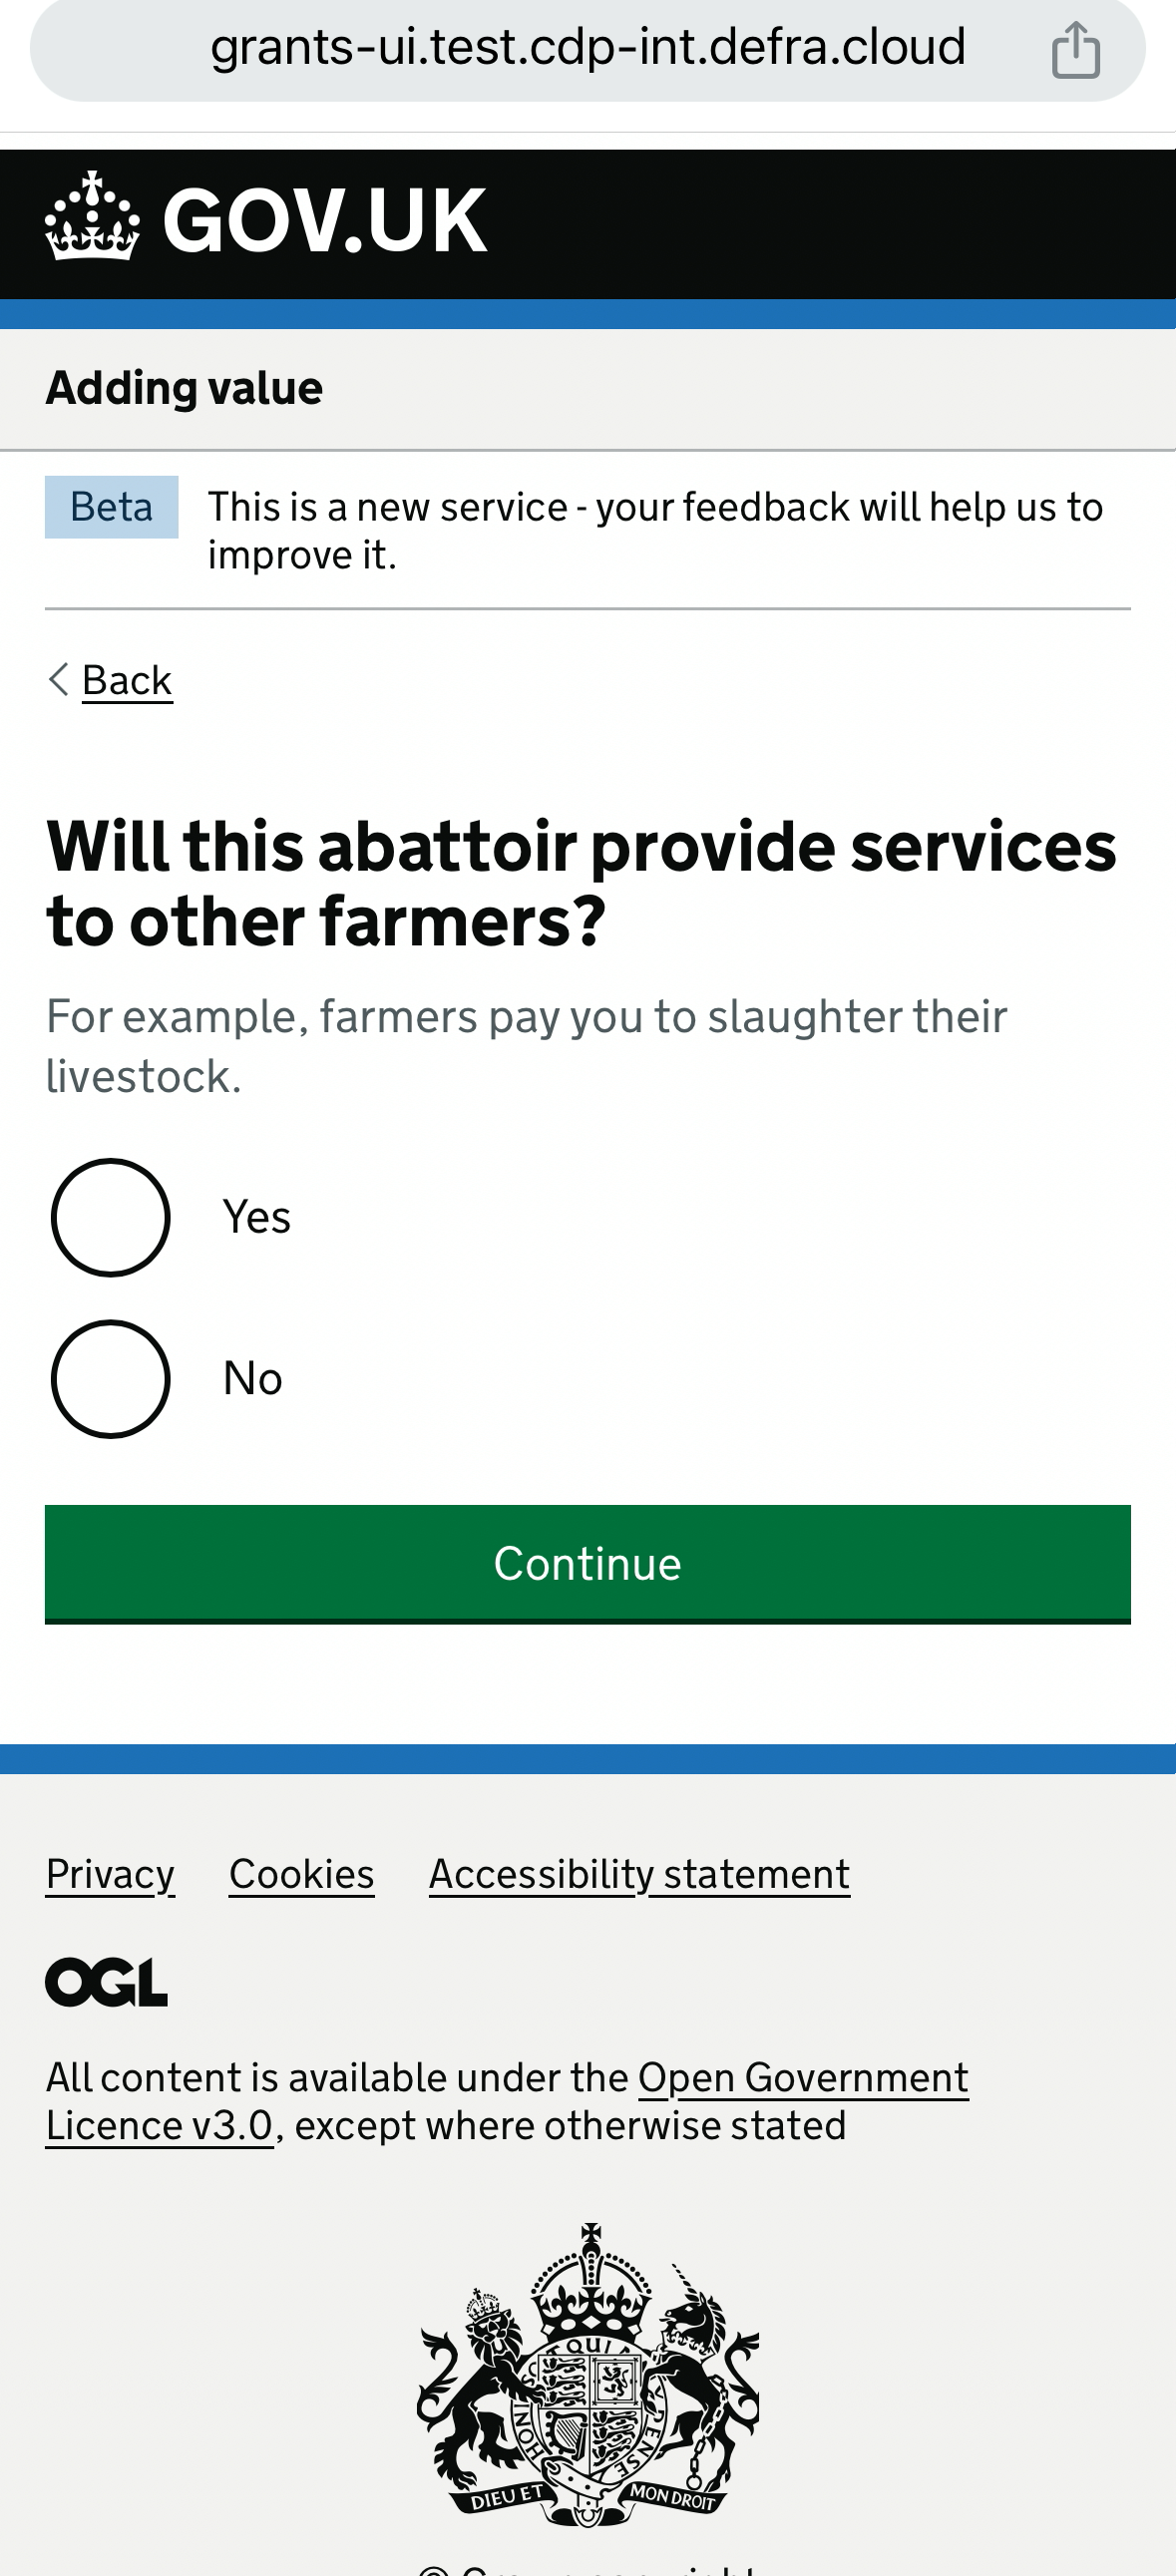 grants-ui.test.cdp-int.defra.cloud
GOV.UK
Adding value
Beta
This is a new service - your feedback will help us to
improve it.
Back
Will this abattoir provide services
to other farmers?
For example, farmers pay you to slaughter their
livestock.
Yes
No
Continue
Privacy Cookies Accessibility statement
OGL
All content is available under the Open Government
Licence v3.0, except where otherwise stated
QUI
HONI
PENSE
DIEU ET MON DROIT